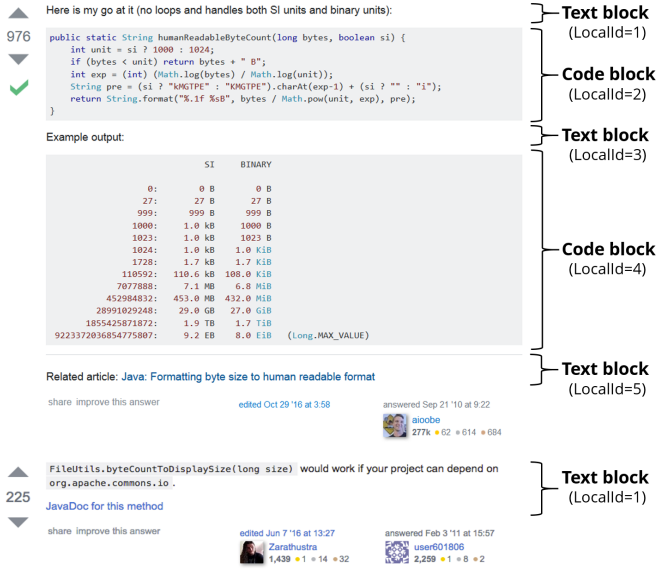 Here is my go at it (no loops and handles both SI units and binary units):
Text block
(LocalId=1)
976
public static String humanReadableByteCount(long bytes, boolean si) {
int unit = si ? 1000 : 1024;
if (bytes < unit) return bytes + " B";
int exp = (int) (Math.log(bytes) / Math.log(unit));
String pre = (si ? "kMGTPE" : "KMGTPE").charAt(exp-1) + (si ? "" : "i");
return String.format("%.1f %sB", bytes / Math.pow(unit, exp), pre);
}
Code block
(LocalId=2)
Example output:
Text block
(LocalId=3)
SI BINARY
0: 0 B 0 B
27: 27 B 27 B
999: 999 B 999 B
1000: 1.0 kB 1000 B
1023: 1.0 kB 1023 B
1024: 1.0 kB 1.0 KiB
1728: 1.7 kB 1.7 KiB
110592: 110.6 kB 108.0 KiB
7077888: 7.1 MB 6.8 MiB
452984832: 453.0 MB 432.0 MiB
28991029248: 29.0 GB 27.0 GiB
1855425871872: 1.9 TB 1.7 TiB
9223372036854775807: 9.2 EB 8.0 EiB (Long.MAX_VALUE)
Code block
(LocalId=4)
Related article: Java: Formatting byte size to human readable format
Text block
(LocalId=5)
share improve this answer
edited Oct 29 '16 at 3:58
answered Sep 21 '10 at 9:22
aioobe
277k 62 614 684
225
FileUtils.byteCountToDisplaySize(long size) would work if your project can depend on
org.apache.commons.io .
JavaDoc for this method
Text block
(LocalId=1)
share improve this answer
edited Jun 7 '16 at 13:27
Zarathustra
1,439 1 14 32
answered Feb 3 '11 at 15:57
user601806
2,259 1 8 2